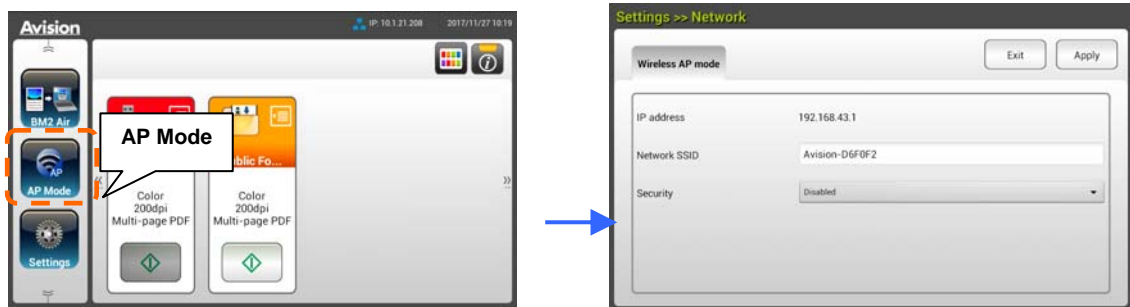 Avision
IP: 10.1.21.208 2017/11/27 10:19
BM2 Air
AP
AP Mode
Settings
AP Mode
blic Fo...
Color
200dpi
Multi-page PDF
Color
200dpi
Multi-page PDF
Settings >> Network
Wireless AP mode
Exit
Apply
IP address 192.168.43.1
Network SSID Avision-D6F0F2
Security Disabled